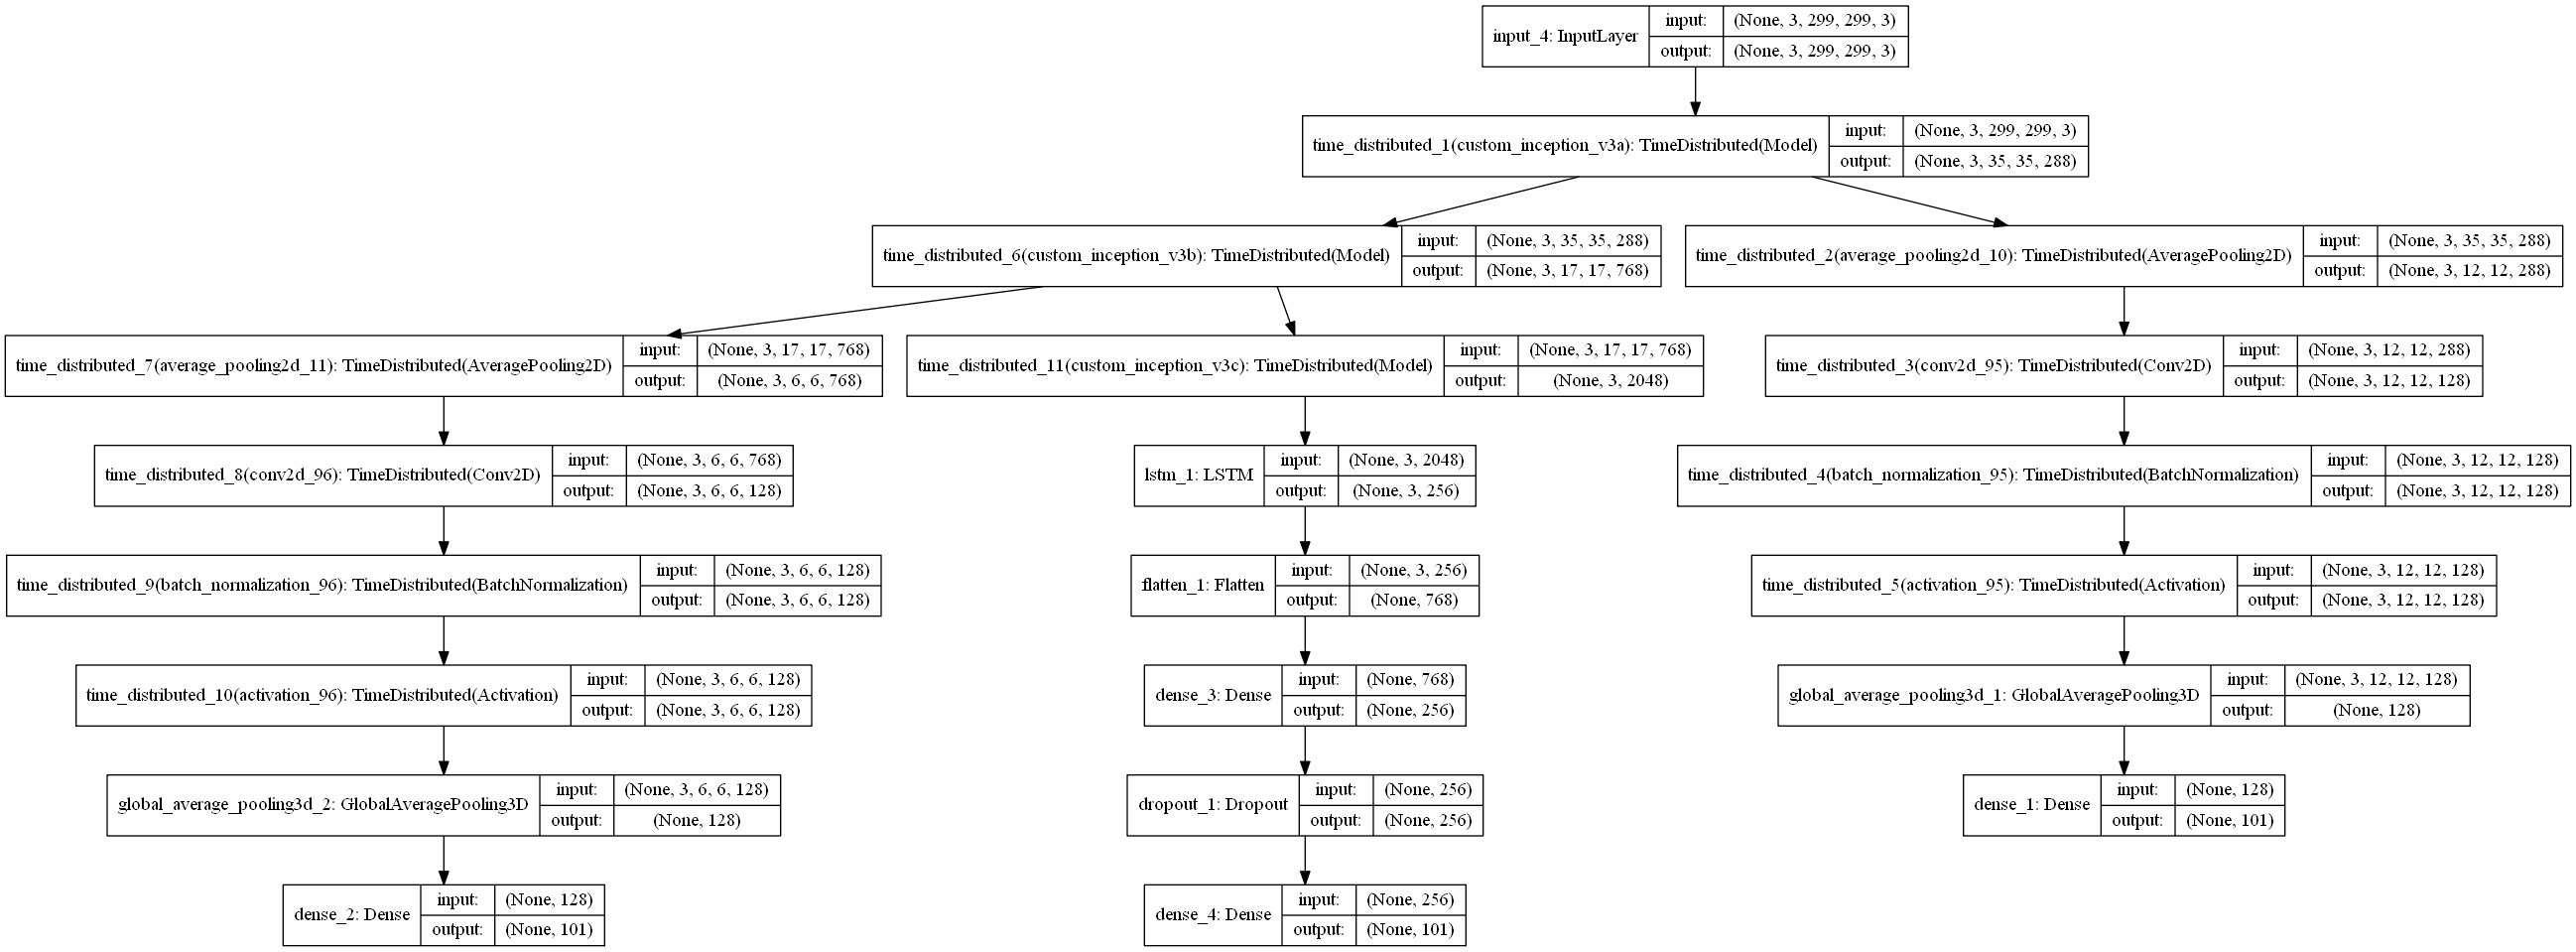 input_4: InputLayer
input: (None, 3, 299, 299, 3)
output: (None, 3, 299, 299, 3)
time_distributed_1(custom_inception_v3a): TimeDistributed(Model)
input: (None, 3, 299, 299, 3)
output: (None, 3, 35, 35, 288)
time_distributed_6(custom_inception_v3b): TimeDistributed(Model)
input: (None, 3, 35, 35, 288)
output: (None, 3, 17, 17, 768)
time_distributed_2(average_pooling2d_10): TimeDistributed(AveragePooling2D)
input: (None, 3, 35, 35, 288)
output: (None, 3, 12, 12, 288)
time_distributed_7(average_pooling2d_11): TimeDistributed(AveragePooling2D)
input: (None, 3, 17, 17, 768)
output: (None, 3, 6, 6, 768)
time_distributed_11(custom_inception_v3c): TimeDistributed(Model)
input: (None, 3, 17, 17, 768)
output: (None, 3, 2048)
time_distributed_3(conv2d_95): TimeDistributed(Conv2D)
input: (None, 3, 12, 12, 288)
output: (None, 3, 12, 12, 128)
time_distributed_8(conv2d_96): TimeDistributed(Conv2D)
input: (None, 3, 6, 6, 768)
output: (None, 3, 6, 6, 128)
lstm_1: LSTM
input: (None, 3, 2048)
output: (None, 3, 256)
time_distributed_4(batch_normalization_95): TimeDistributed(BatchNormalization)
input: (None, 3, 12, 12, 128)
output: (None, 3, 12, 12, 128)
time_distributed_9(batch_normalization_96): TimeDistributed(BatchNormalization)
input: (None, 3, 6, 6, 128)
output: (None, 3, 6, 6, 128)
flatten_1: Flatten
input: (None, 3, 256)
output: (None, 768)
time_distributed_5(activation_95): TimeDistributed(Activation)
input: (None, 3, 12, 12, 128)
output: (None, 3, 12, 12, 128)
time_distributed_10(activation_96): TimeDistributed(Activation)
input: (None, 3, 6, 6, 128)
output: (None, 3, 6, 6, 128)
dense_3: Dense
input: (None, 768)
output: (None, 256)
global_average_pooling3d_1: GlobalAveragePooling3D
input: (None, 3, 12, 12, 128)
output: (None, 128)
global_average_pooling3d_2: GlobalAveragePooling3D
input: (None, 3, 6, 6, 128)
output: (None, 128)
dropout_1: Dropout
input: (None, 256)
output: (None, 256)
dense_1: Dense
input: (None, 128)
output: (None, 101)
dense_2: Dense
input: (None, 128)
output: (None, 101)
dense_4: Dense
input: (None, 256)
output: (None, 101)